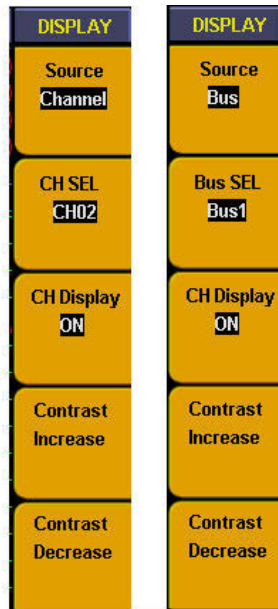 DISPLAY
Source
Channel
CH SEL
CH02
CH Display
ON
Contrast
Increase
Contrast
Decrease
DISPLAY
Source
Bus
Bus SEL
Bus1
CH Display
ON
Contrast
Increase
Contrast
Decrease